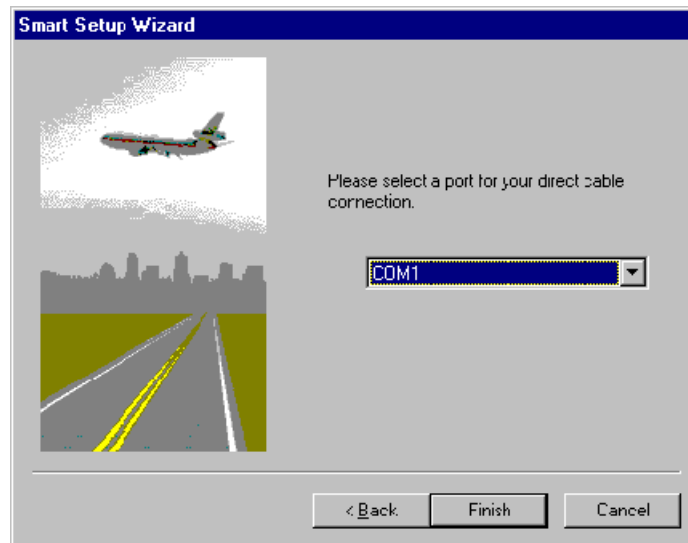 Smart Setup Wizard
Please select a port for your direct cable
connection.
COM1
< Back
Finish
Cancel